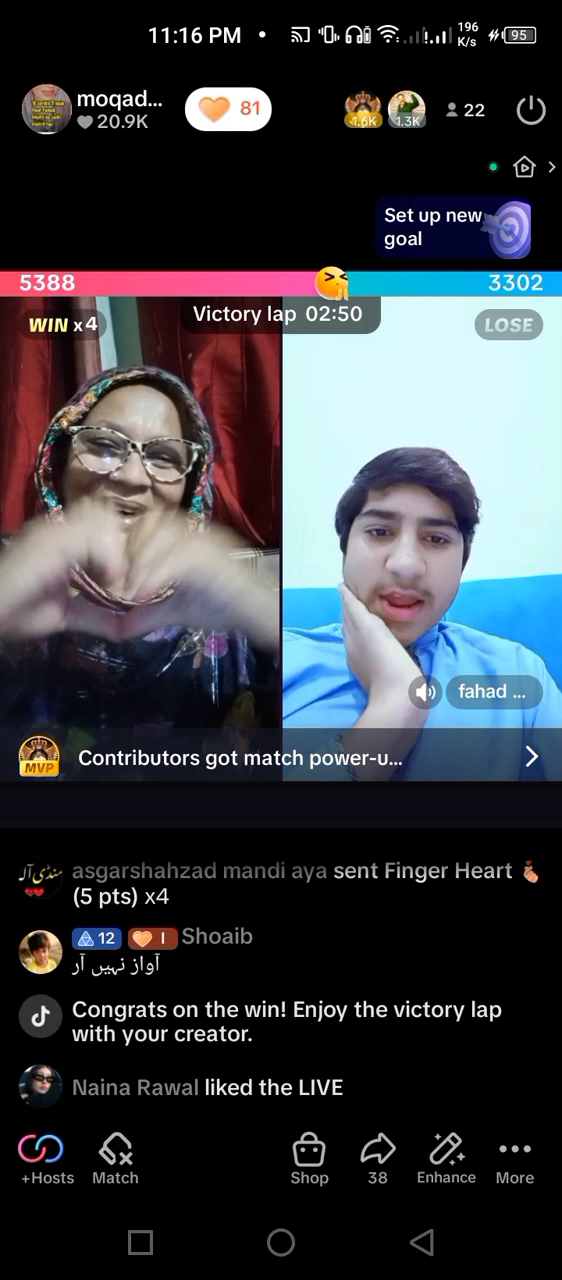 11:16 PM • 196 K/s 95
moqad... 81 1.6K 1.3K 22
20.9K
Set up new
goal
5388 3302
WIN x4 Victory lap 02:50 LOSE
fahad ...
MVP Contributors got match power-u...
asgarshahzad mandi aya sent Finger Heart
(5 pts) x4
12 I Shoaib
آواز نہیں آر
Congrats on the win! Enjoy the victory lap
with your creator.
Naina Rawal liked the LIVE
+Hosts Match Shop 38 Enhance More